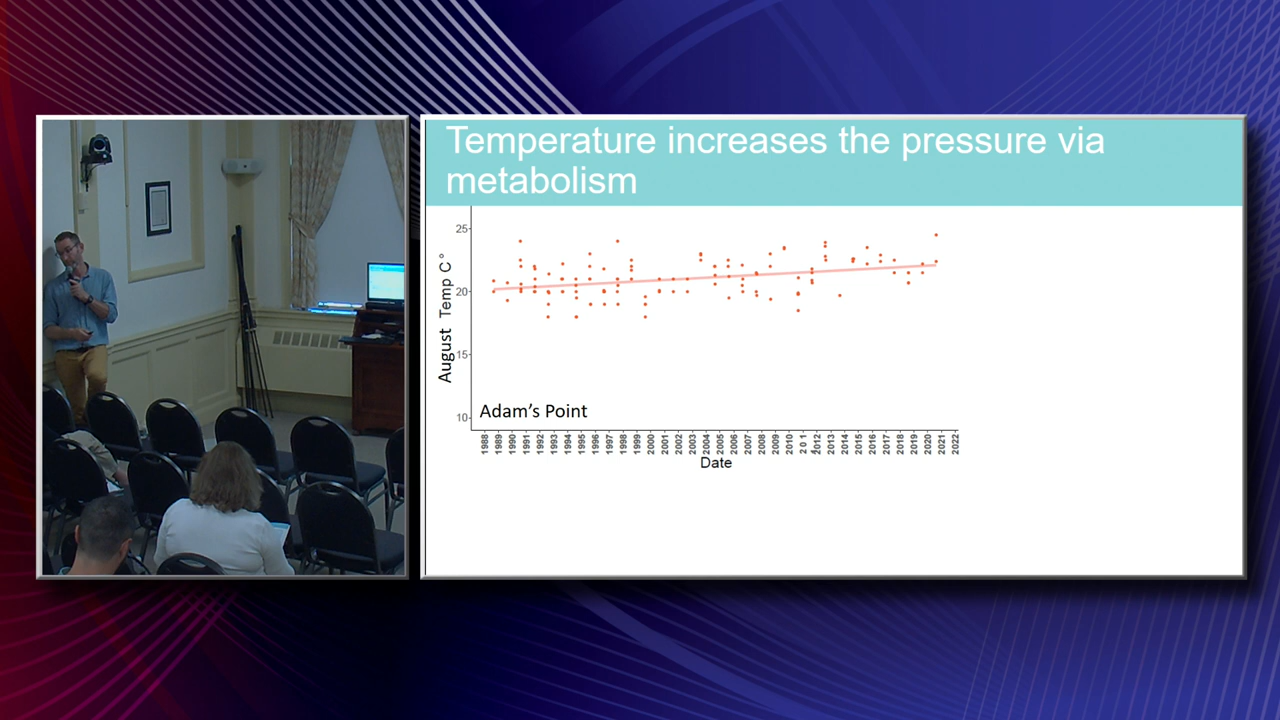 Temperature increases the pressure via
metabolism
25
20
15
10
August Temp C°
Adam's Point
1988 1989 1990 1991 1992 1993 1994 1995 1996 1997 1998 1999 2000 2001 2002 2003 2004 2005 2006 2007 2008 2009 2010 2012 2013 2014 2015 2016 2017 2018 2019 2020 2021 2022
Date